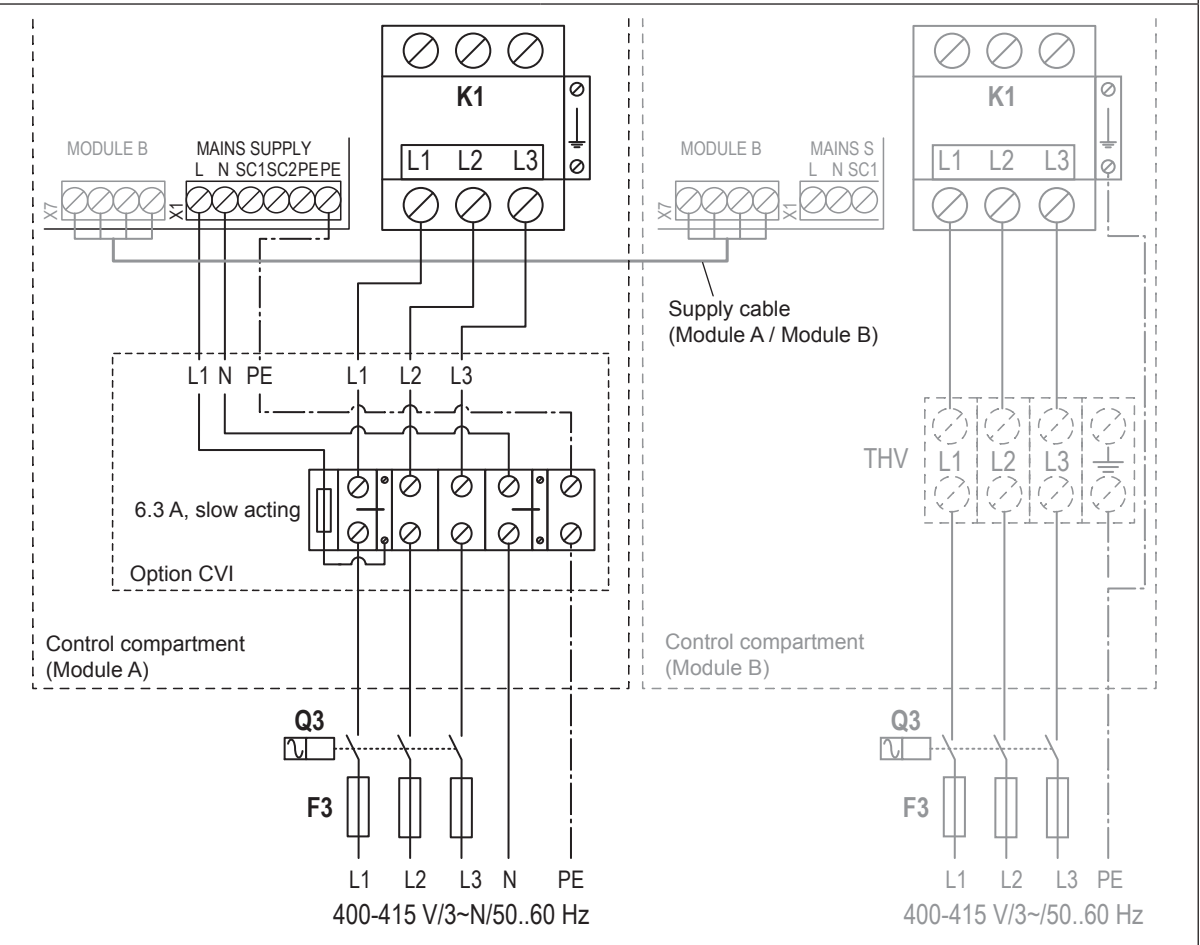 K1
MODULE B
MAINS SUPPLY
L N SC1SC2PEPE
X7
X1
L1 L2 L3
K1
MODULE B
MAINS S
L N SC1
X7
X1
L1 L2 L3
Supply cable
(Module A / Module B)
L1 N PE L1 L2 L3
6.3 A, slow acting
Option CVI
THV
L1 L2 L3
Control compartment
(Module A)
Control compartment
(Module B)
Q3
F3
L1 L2 L3 N PE
400-415 V/3~N/50..60 Hz
Q3
F3
L1 L2 L3 PE
400-415 V/3~/50..60 Hz